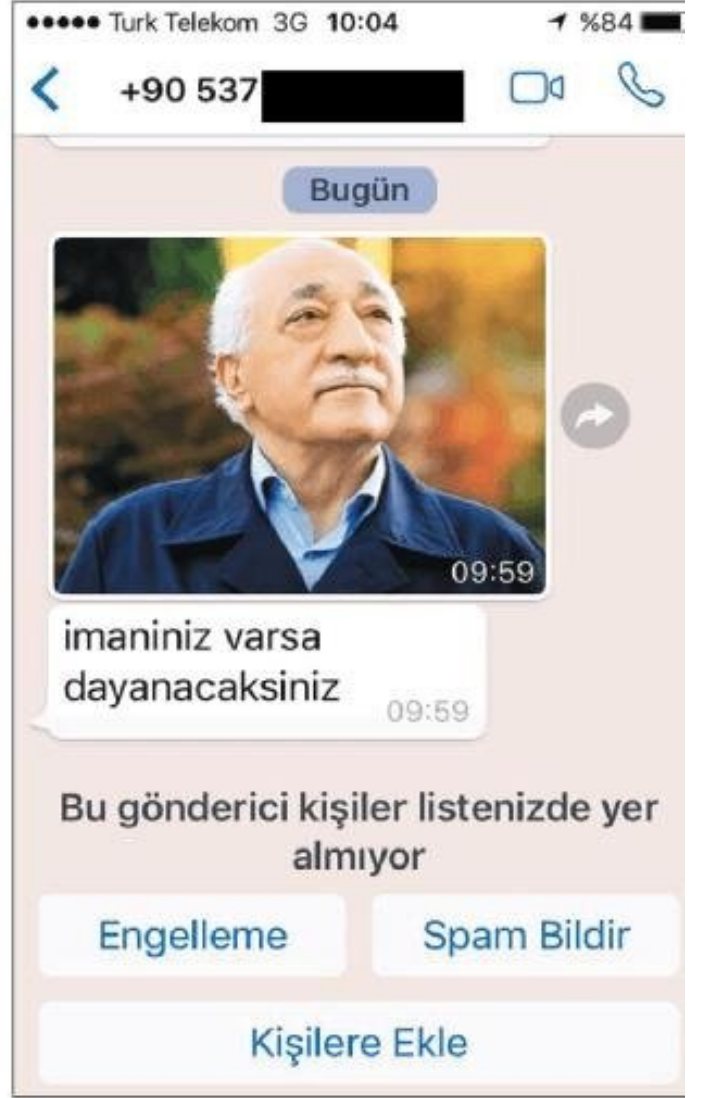 Turk Telekom 3G 10:04 %84
+90 537
Bugün
09:59
imaniniz varsa
dayanacaksiniz
09:59
Bu gönderici kişiler listenizde yer
almıyor
Engelleme Spam Bildir
Kişilere Ekle